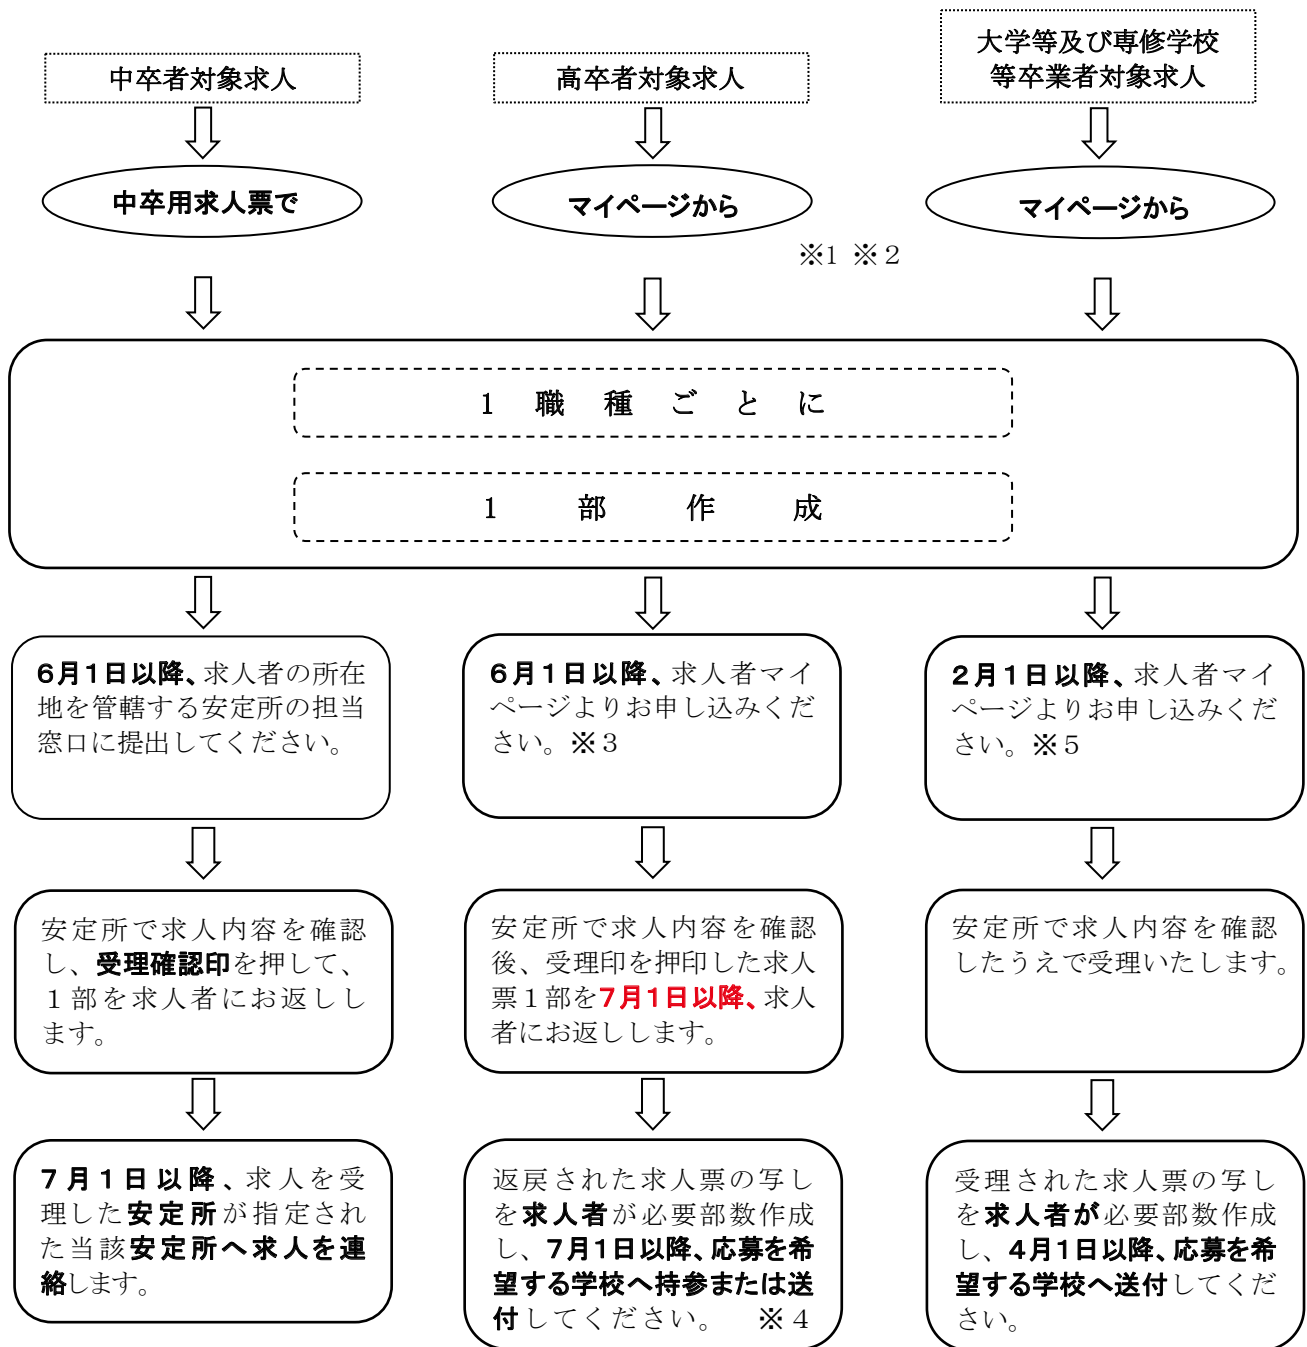 中卒者対象求人
高卒者対象求人
大学等及び専修学校
等卒業者対象求人
中卒用求人票で
マイページから
マイページから
※1 ※２
１　職　種　ご　と　に
１　部　作　成
６月１日以降、求人者の所在
地を管轄する安定所の担当
窓口に提出してください。
６月１日以降、求人者マイ
ページよりお申し込みくだ
さい。※３
２月１日以降、求人者マイ
ページよりお申し込みくだ
さい。※５
安定所で求人内容を確認
し、受理確認印を押して、
１部を求人者にお返しし
ます。
安定所で求人内容を確認
後、受理印を押印した求人
票１部を７月１日以降、求人
者にお返しします。
安定所で求人内容を確認
したうえで受理いたします。
７月１日以降、求人を受
理した安定所が指定され
た当該安定所へ求人を連
絡します。
返戻された求人票の写し
を求人者が必要部数作成
し、７月１日以降、応募を希
望する学校へ持参または送
付してください。　※４
受理された求人票の写し
を求人者が必要部数作成
し、４月１日以降、応募を希
望する学校へ送付してくだ
さい。